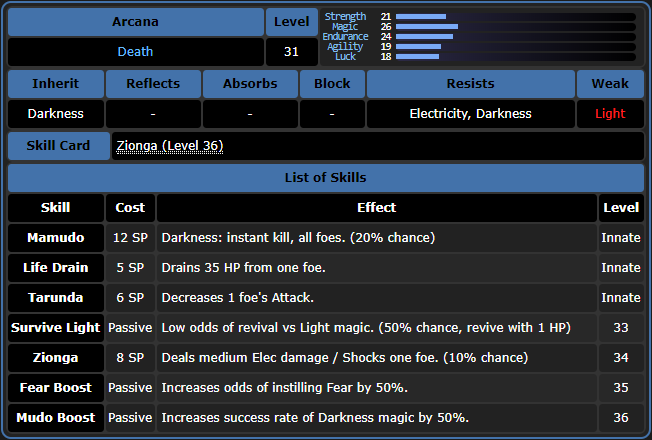 Arcana Level
Death 31
Strength 21
Magic 26
Endurance 24
Agility 19
Luck 18
Inherit Reflects Absorbs Block Resists Weak
Darkness - - - Electricity, Darkness Light
Skill Card Zionga (Level 36)
List of Skills
Skill Cost Effect Level
Mamudo 12 SP Darkness: instant kill, all foes. (20% chance) Innate
Life Drain 5 SP Drains 35 HP from one foe. Innate
Tarunda 6 SP Decreases 1 foe's Attack. Innate
Survive Light Passive Low odds of revival vs Light magic. (50% chance, revive with 1 HP) 33
Zionga 8 SP Deals medium Elec damage / Shocks one foe. (10% chance) 34
Fear Boost Passive Increases odds of instilling Fear by 50%. 35
Mudo Boost Passive Increases success rate of Darkness magic by 50%. 36